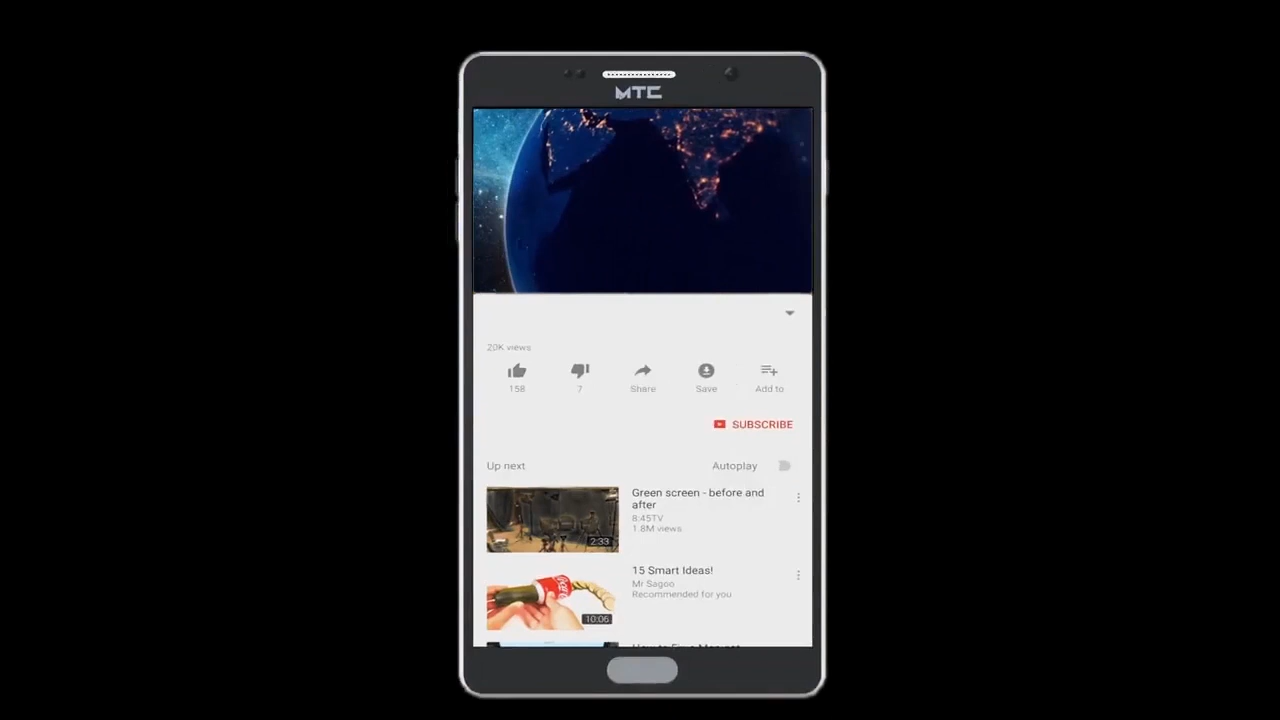 MTC
20K views
158
7
Share
Save
Add to
SUBSCRIBE
Up next
Autoplay
Green screen - before and
after
8:45TV
1.8M views
2:33
15 Smart Ideas!
Mr Sagoo
Recommended for you
10:06